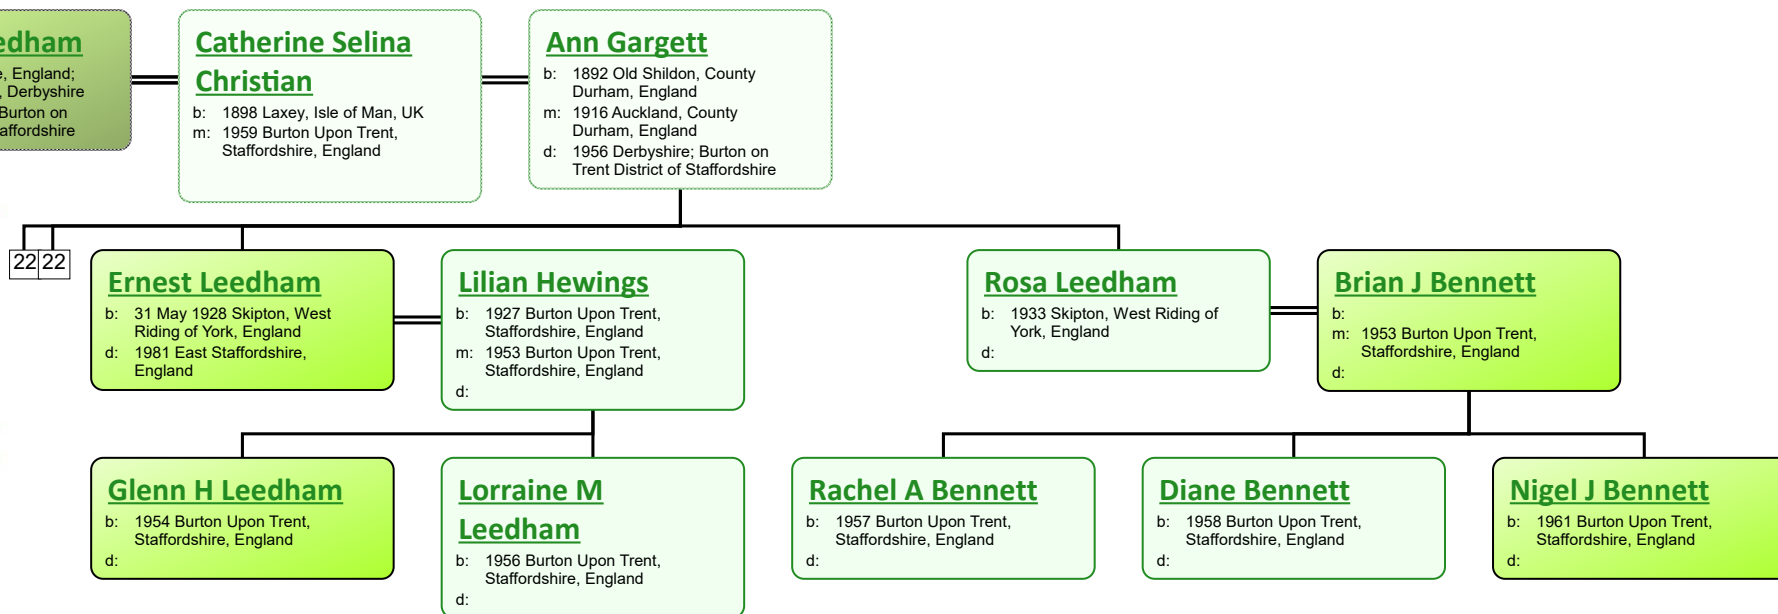 edham
e, England;
, Derbyshire
Burton on
affordshire
Catherine Selina
Christian
b: 1898 Laxey, Isle of Man, UK
m: 1959 Burton Upon Trent,
Staffordshire, England
Ann Gargett
b: 1892 Old Shildon, County
Durham, England
m: 1916 Auckland, County
Durham, England
d: 1956 Derbyshire; Burton on
Trent District of Staffordshire
22 22
Ernest Leedham
b: 31 May 1928 Skipton, West
Riding of York, England
d: 1981 East Staffordshire,
England
Lilian Hewings
b: 1927 Burton Upon Trent,
Staffordshire, England
m: 1953 Burton Upon Trent,
Staffordshire, England
d:
Rosa Leedham
b: 1933 Skipton, West Riding of
York, England
d:
Brian J Bennett
b:
m: 1953 Burton Upon Trent,
Staffordshire, England
d:
Glenn H Leedham
b: 1954 Burton Upon Trent,
Staffordshire, England
d:
Lorraine M
Leedham
b: 1956 Burton Upon Trent,
Staffordshire, England
d:
Rachel A Bennett
b: 1957 Burton Upon Trent,
Staffordshire, England
d:
Diane Bennett
b: 1958 Burton Upon Trent,
Staffordshire, England
d:
Nigel J Bennett
b: 1961 Burton Upon Trent,
Staffordshire, England
d: